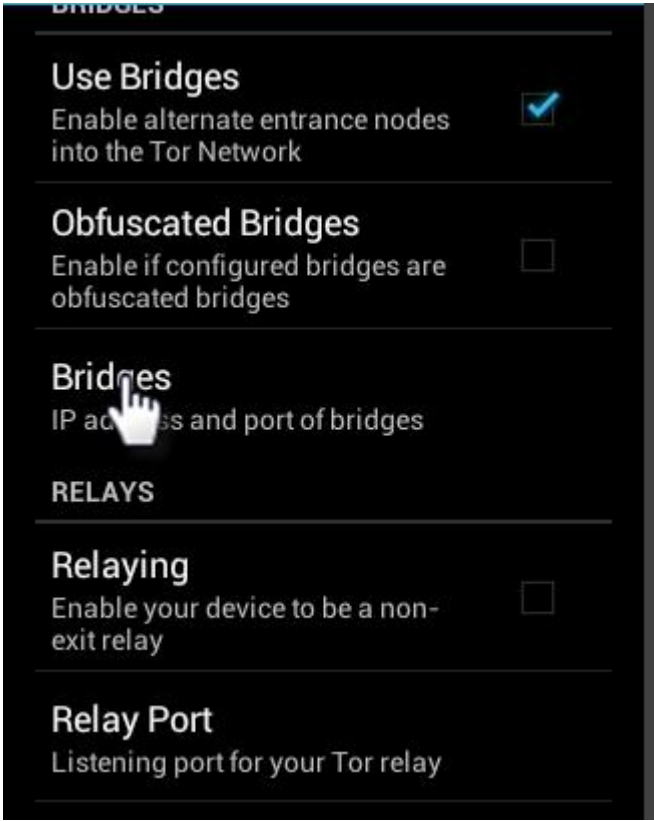 BRIDGES
Use Bridges
Enable alternate entrance nodes
into the Tor Network
Obfuscated Bridges
Enable if configured bridges are
obfuscated bridges
Bridges
IP address and port of bridges
RELAYS
Relaying
Enable your device to be a non-
exit relay
Relay Port
Listening port for your Tor relay